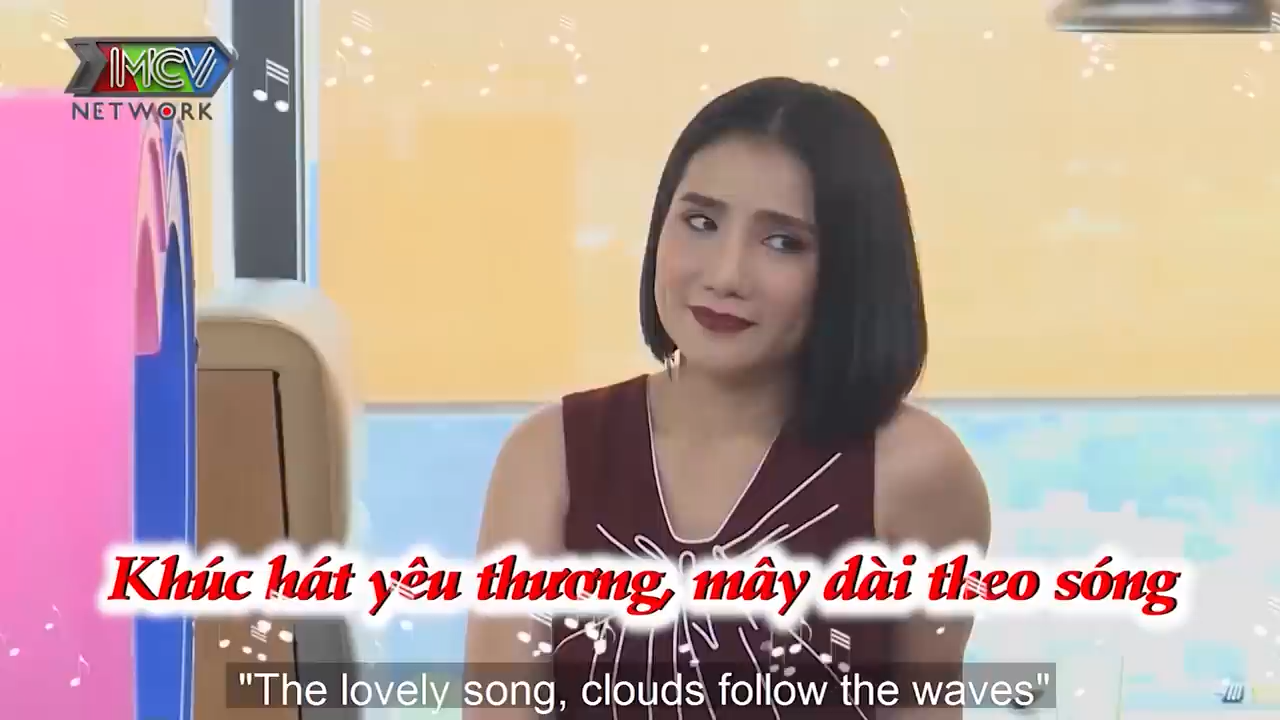 MCV
NETWORK
Khúc hát yêu thương, mây dài theo sóng
"The lovely song, clouds follow the waves"